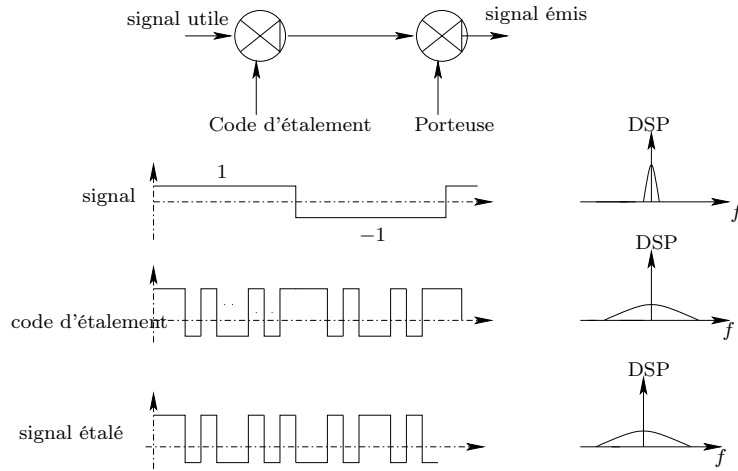 signal utile
signal émis
Code d'étalement
Porteuse
DSP
signal
1
−1
f
DSP
code d'étalement
f
DSP
signal étalé
f